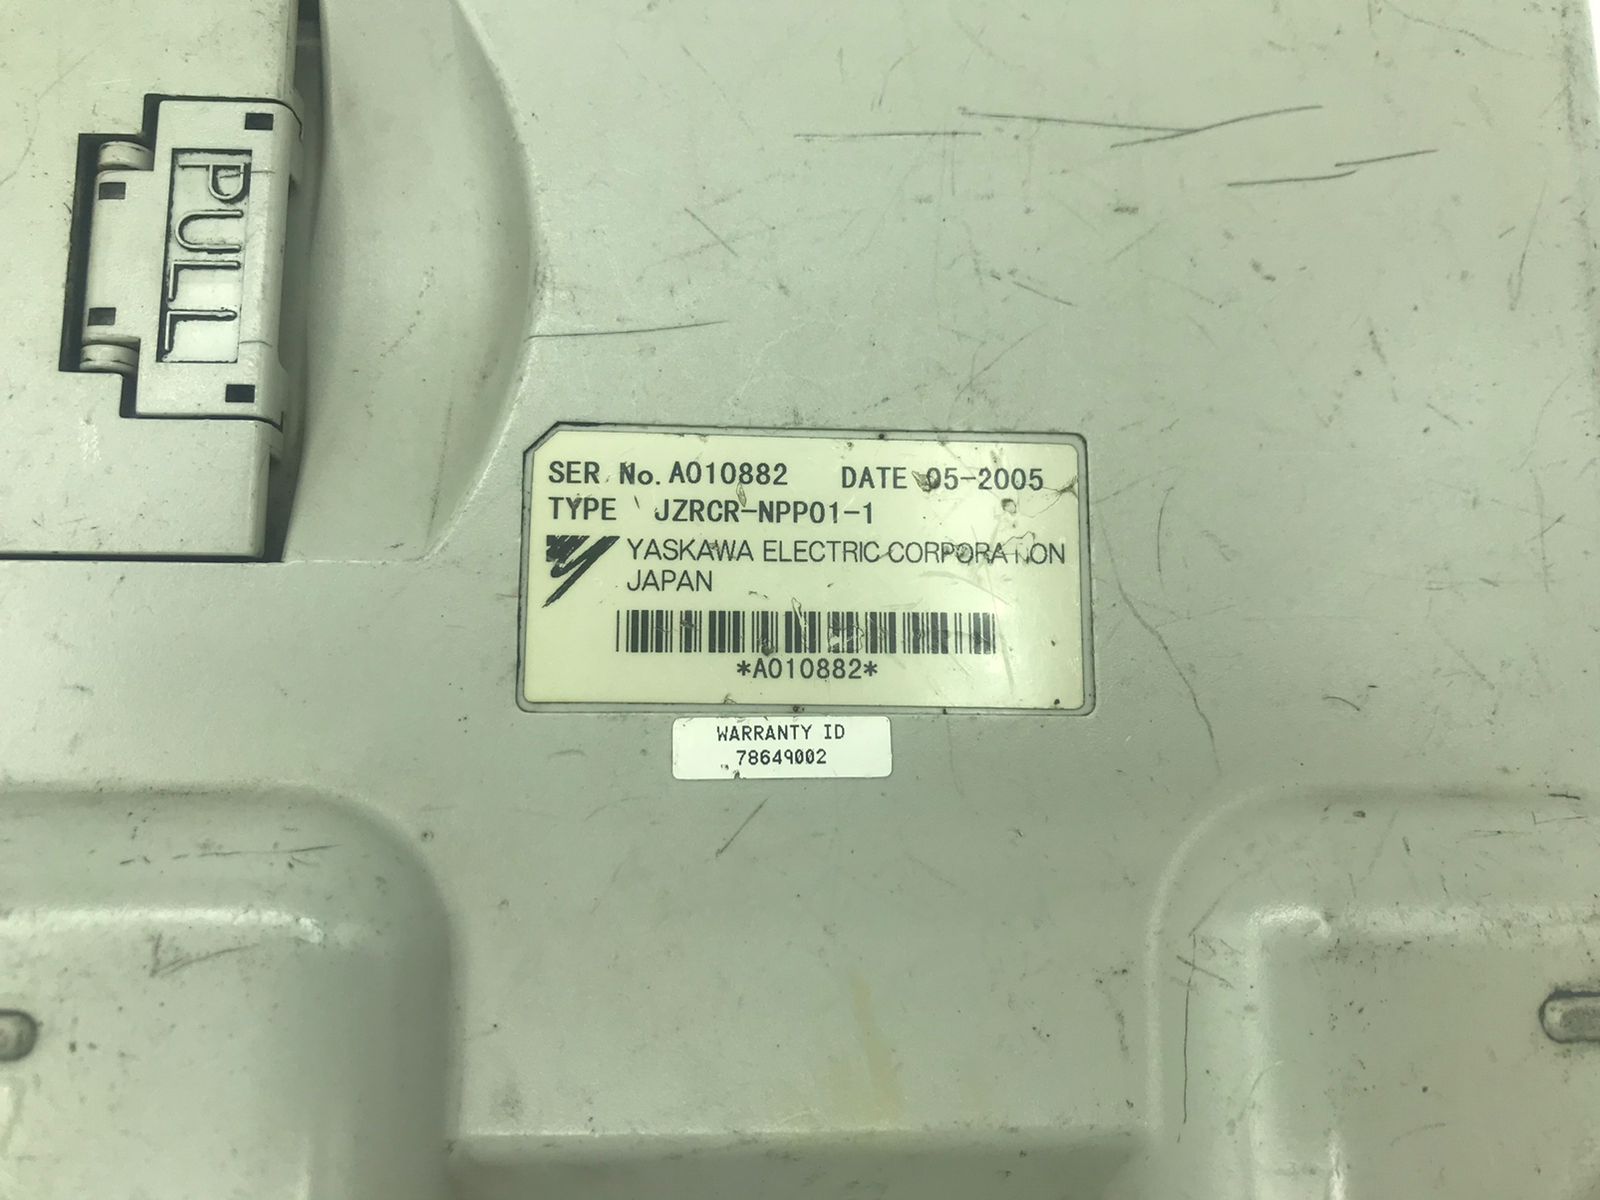 PULL
SER No. A010882 DATE 05-2005
TYPE JZRCR-NPP01-1
YASKAWA ELECTRIC CORPORATION
JAPAN
*A010882*
WARRANTY ID
78649002